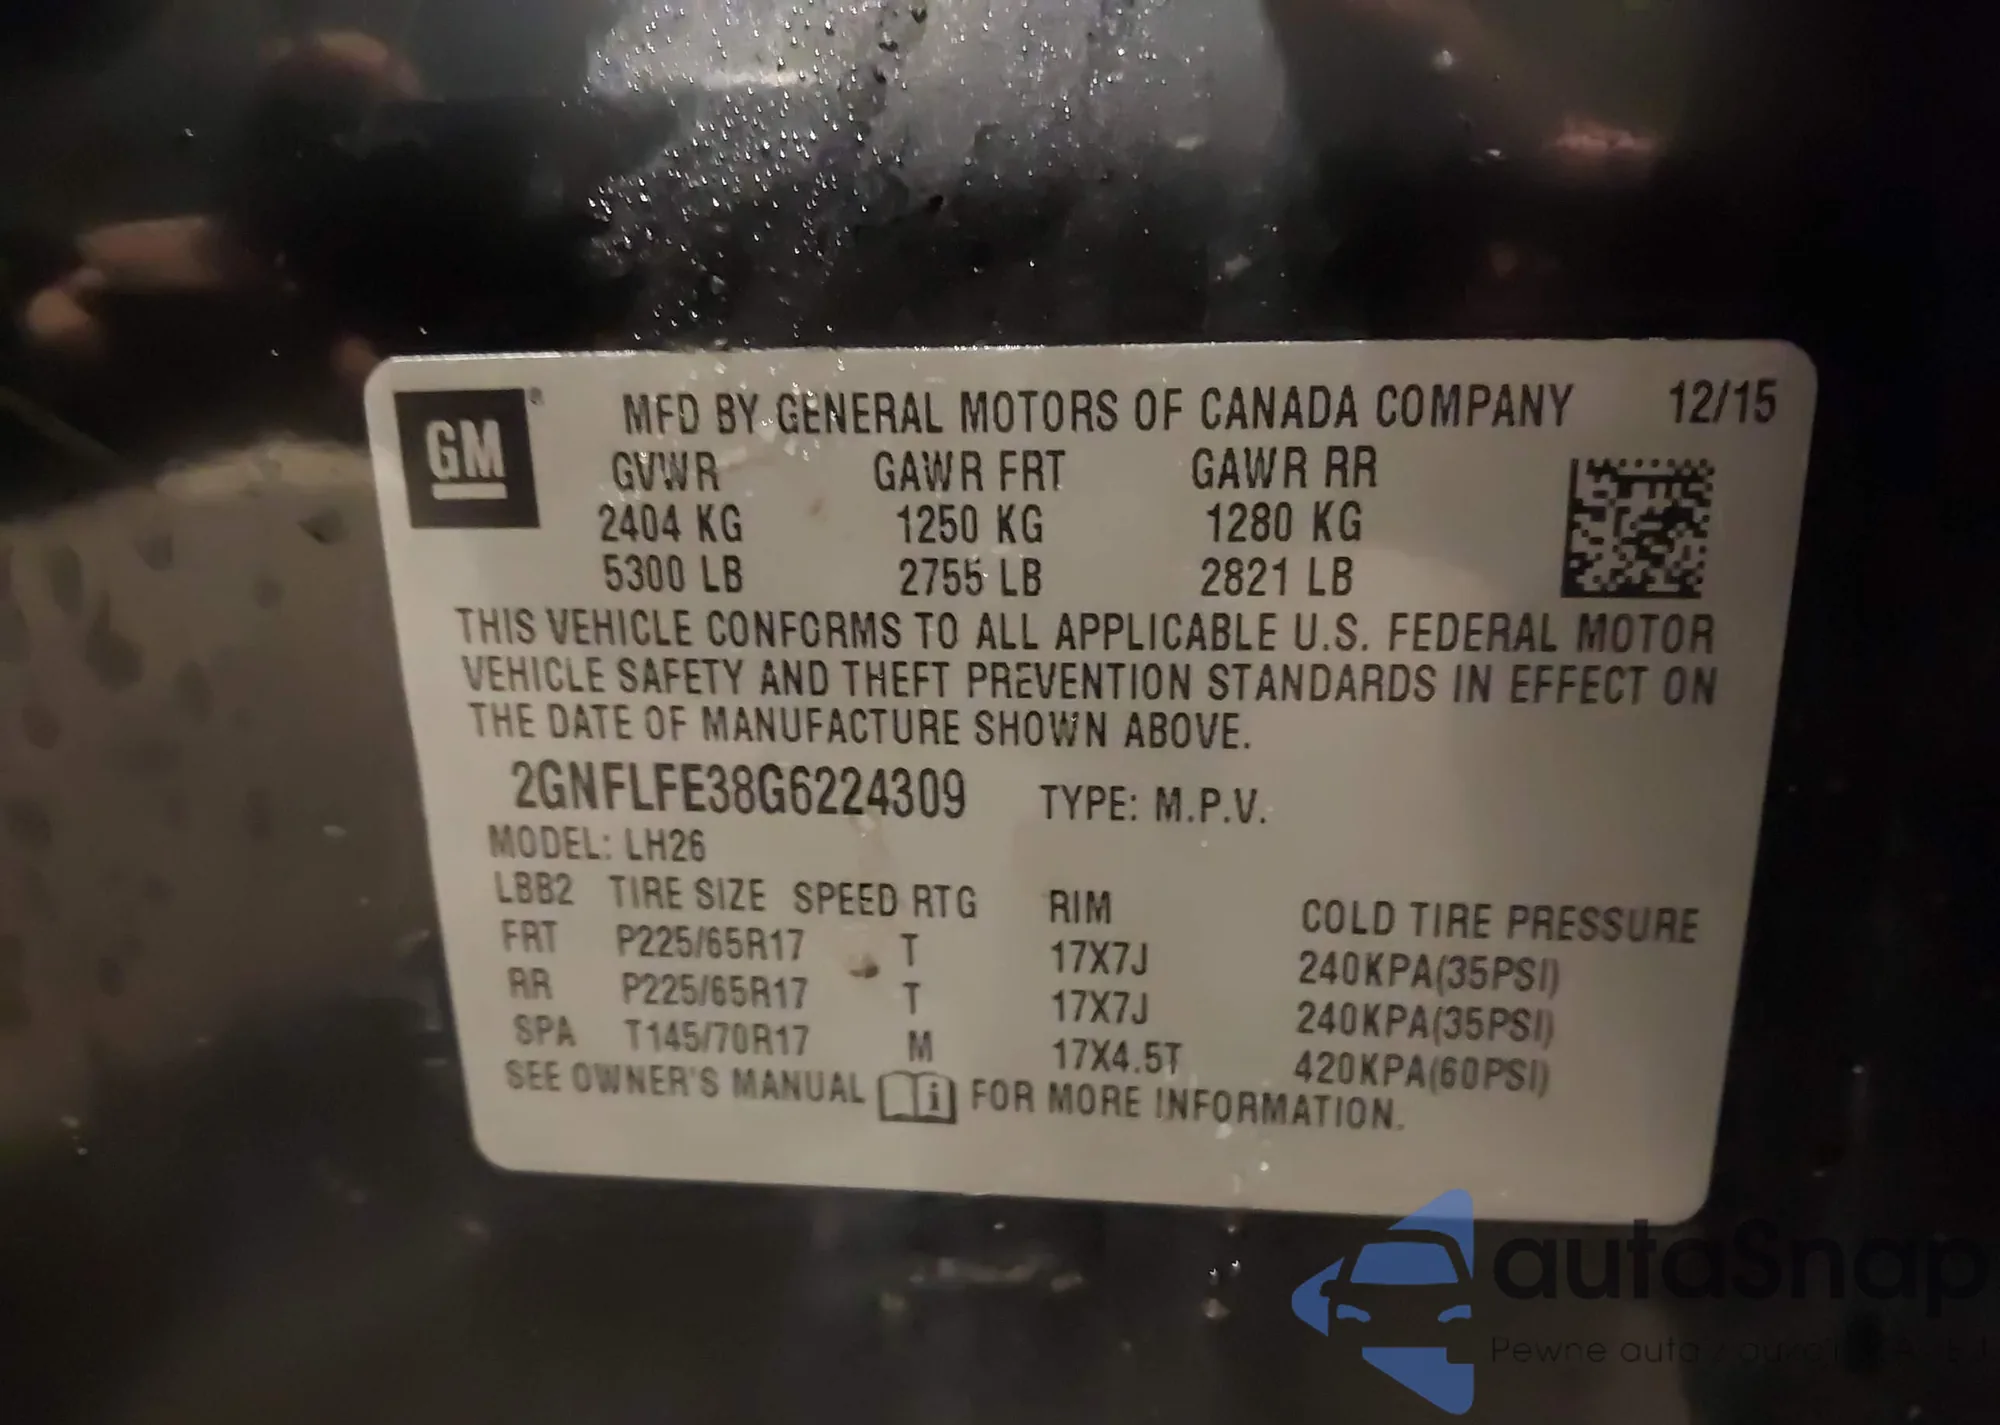 GM ® MFD BY GENERAL MOTORS OF CANADA COMPANY 12/15
GVWR GAWR FRT GAWR RR
2404 KG 1250 KG 1280 KG
5300 LB 2755 LB 2821 LB
THIS VEHICLE CONFORMS TO ALL APPLICABLE U.S. FEDERAL MOTOR
VEHICLE SAFETY AND THEFT PREVENTION STANDARDS IN EFFECT ON
THE DATE OF MANUFACTURE SHOWN ABOVE.
2GNFLFE38G6224309 TYPE: M.P.V.
MODEL: LH26
LBB2 TIRE SIZE SPEED RTG RIM COLD TIRE PRESSURE
FRT P225/65R17 T 17X7J 240KPA(35PSI)
RR P225/65R17 T 17X7J 240KPA(35PSI)
SPA T145/70R17 M 17X4.5T 420KPA(60PSI)
SEE OWNER'S MANUAL FOR MORE INFORMATION.
autaSnap
Pewne auta z